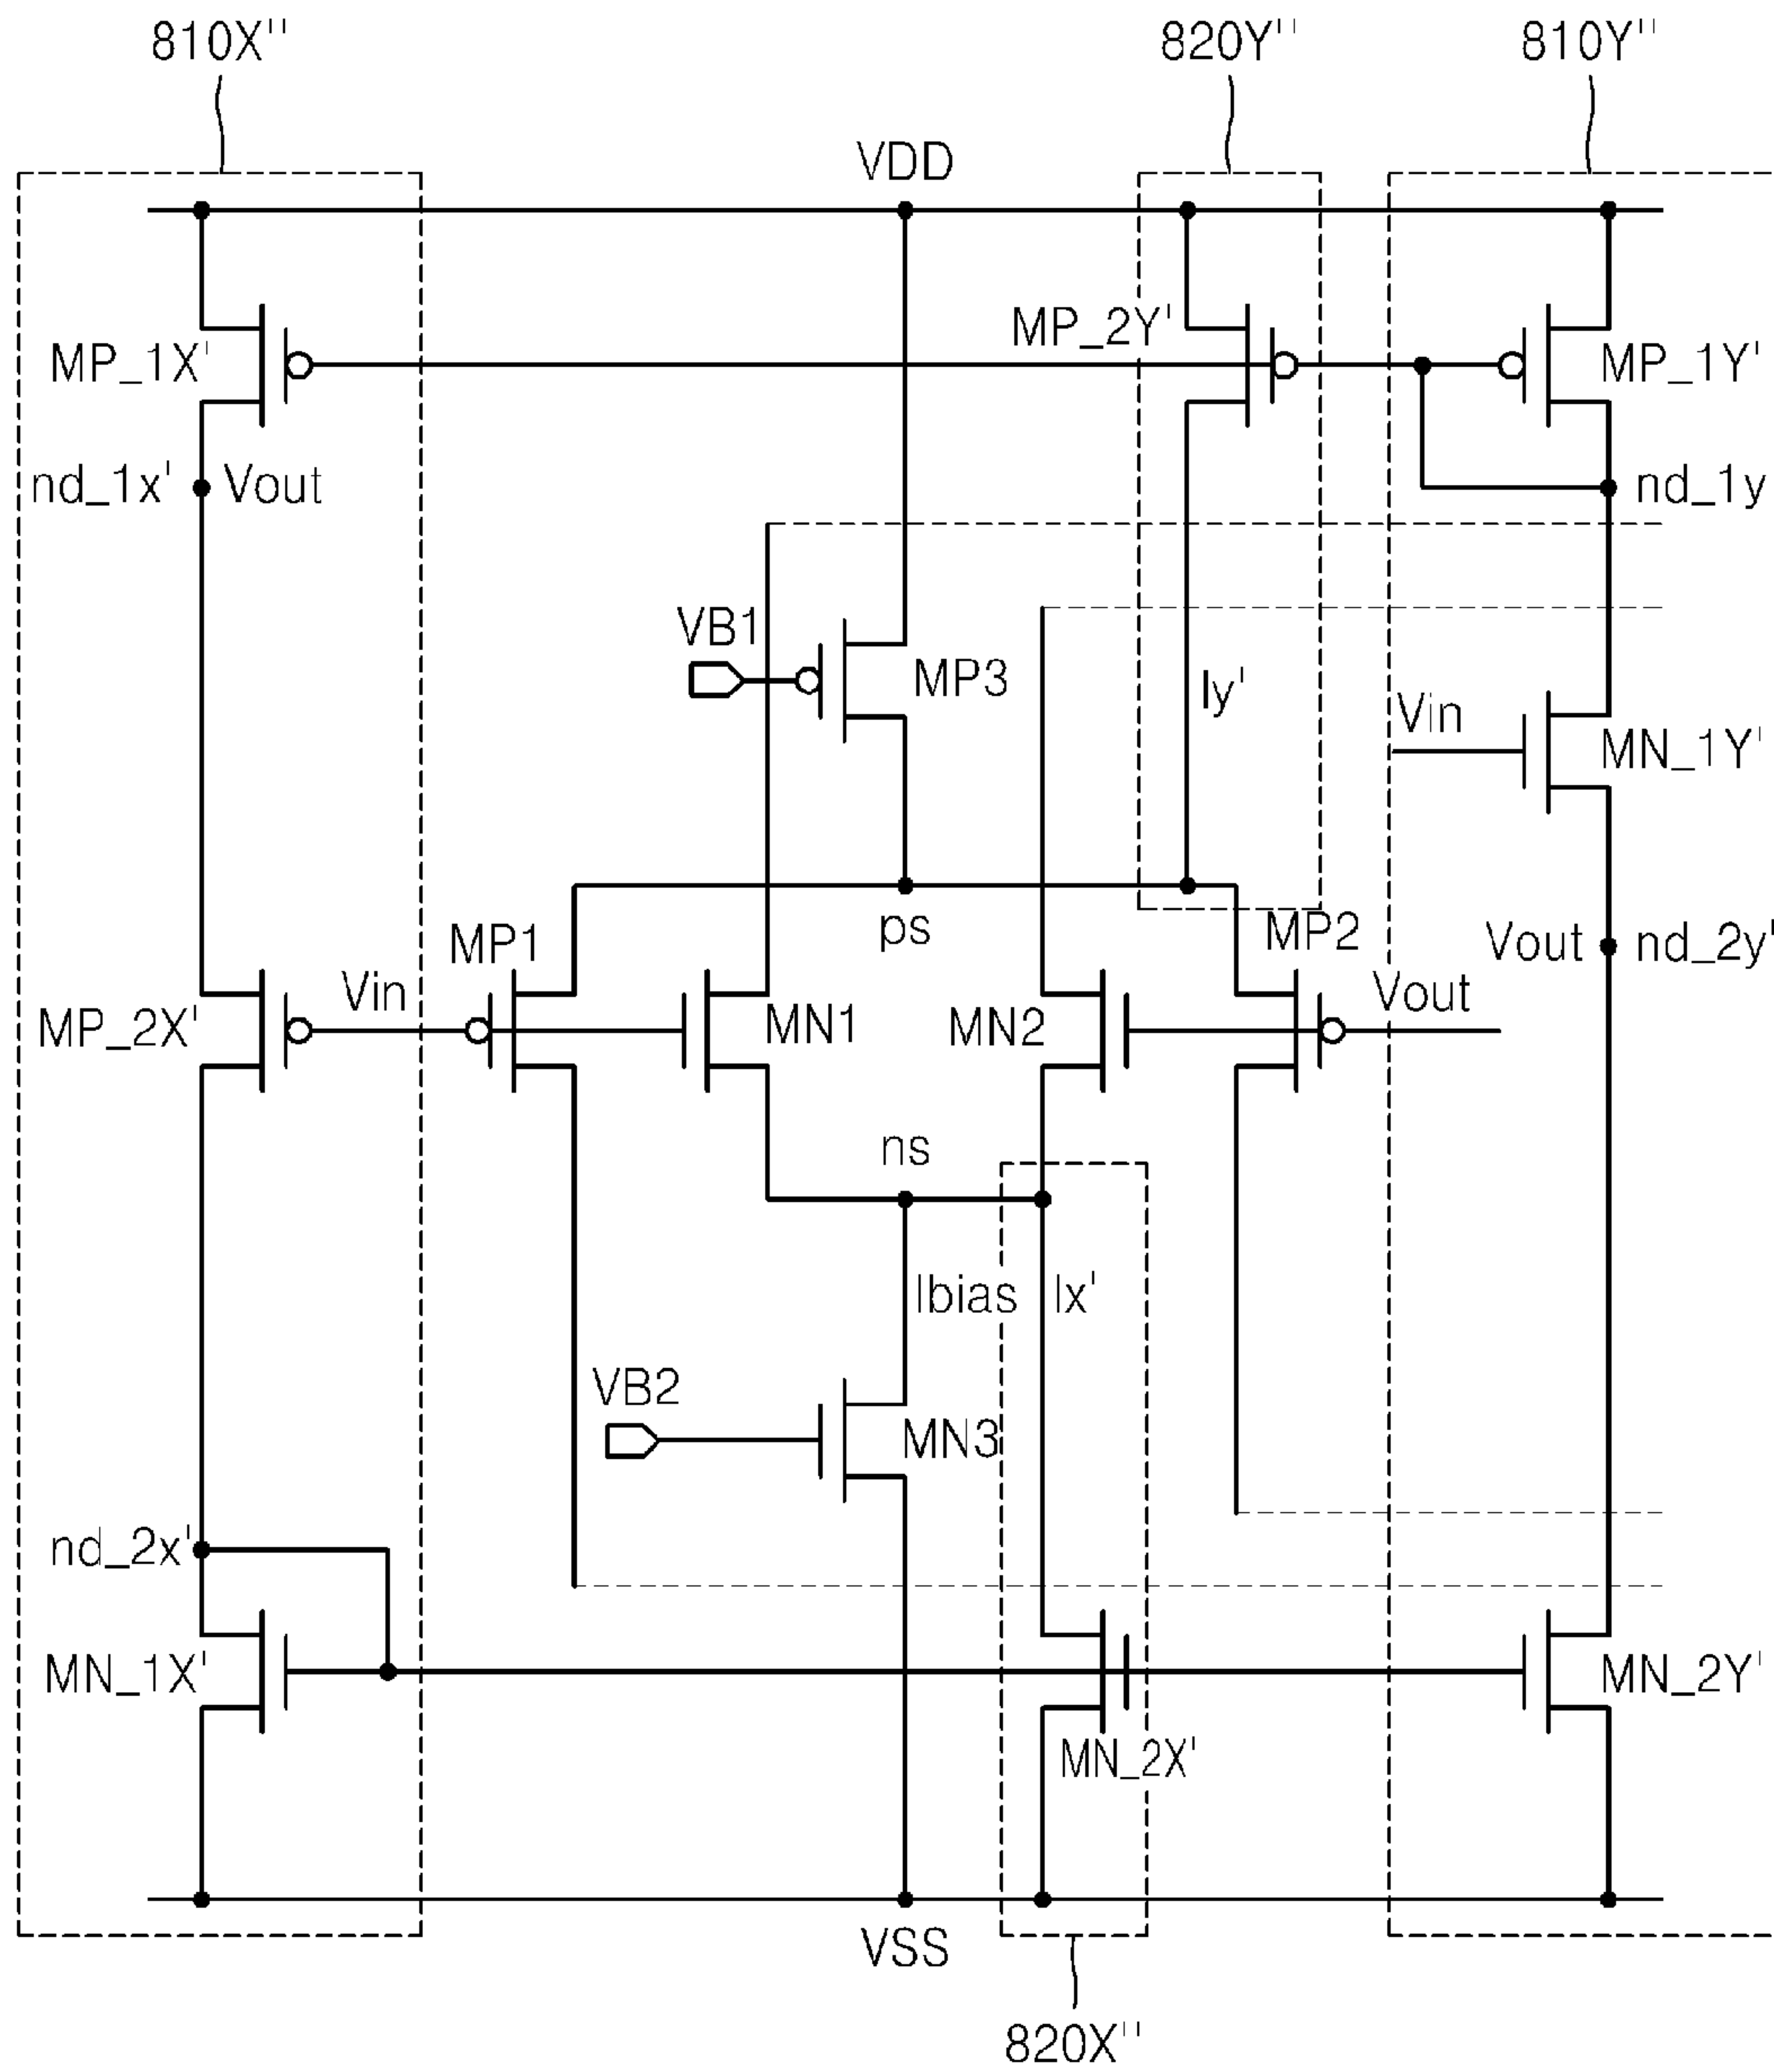 810X''
820Y''
810Y''
VDD
MP_1X'
MP_2Y'
MP_1Y'
nd_1x'
Vout
nd_1y
VB1
MP3
Iy'
Vin
MN_1Y'
ps
MP1
MP2
Vout
nd_2y'
MP_2X'
Vin
MN1
MN2
Vout
ns
Ibias
Ix'
VB2
MN3
nd_2x'
MN_1X'
MN_2Y'
MN_2X'
VSS
820X''